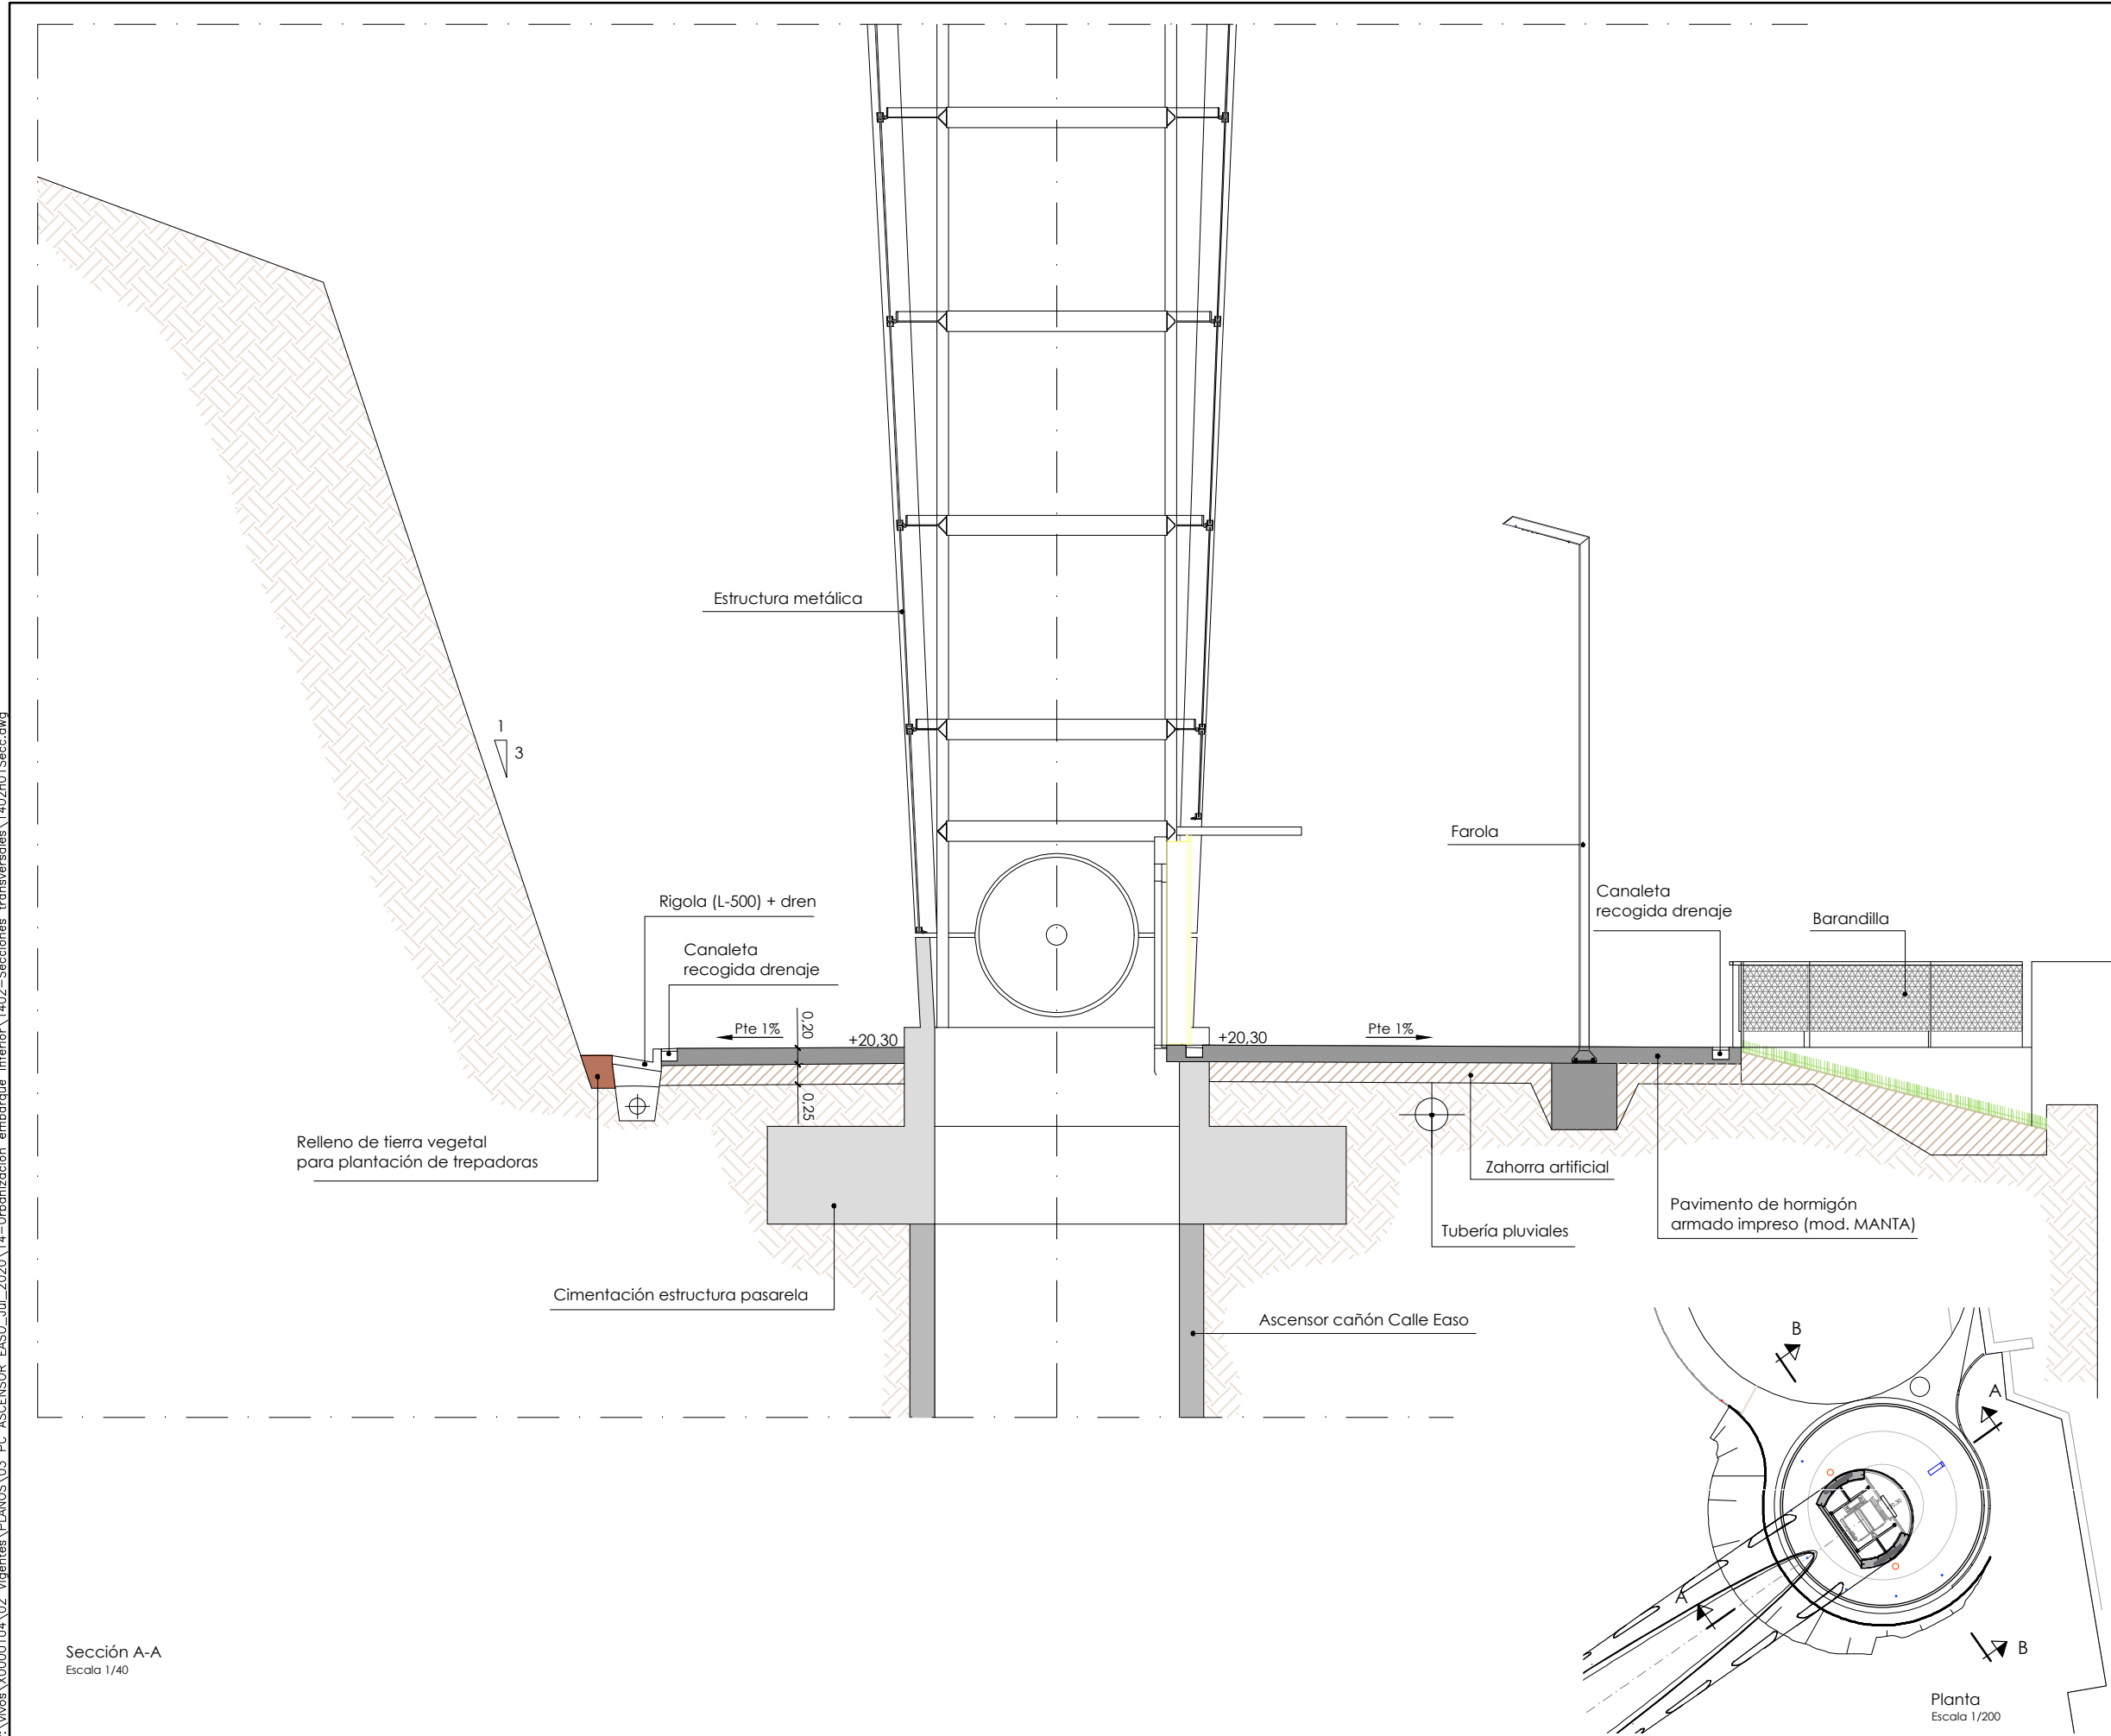 Estructura metálica
1
3
Farola
Rigola (L-500) + dren
Canaleta
recogida drenaje
Canaleta
recogida drenaje
Barandilla
Pte 1%
0,20
+20,30
+20,30
Pte 1%
0,25
Relleno de tierra vegetal
para plantación de trepadoras
Zahorra artificial
Pavimento de hormigón
armado impreso (mod. MANTA)
Tubería pluviales
Cimentación estructura pasarela
Ascensor cañón Calle Easo
B
A
A
B
Sección A-A
Escala 1/40
Planta
Escala 1/200